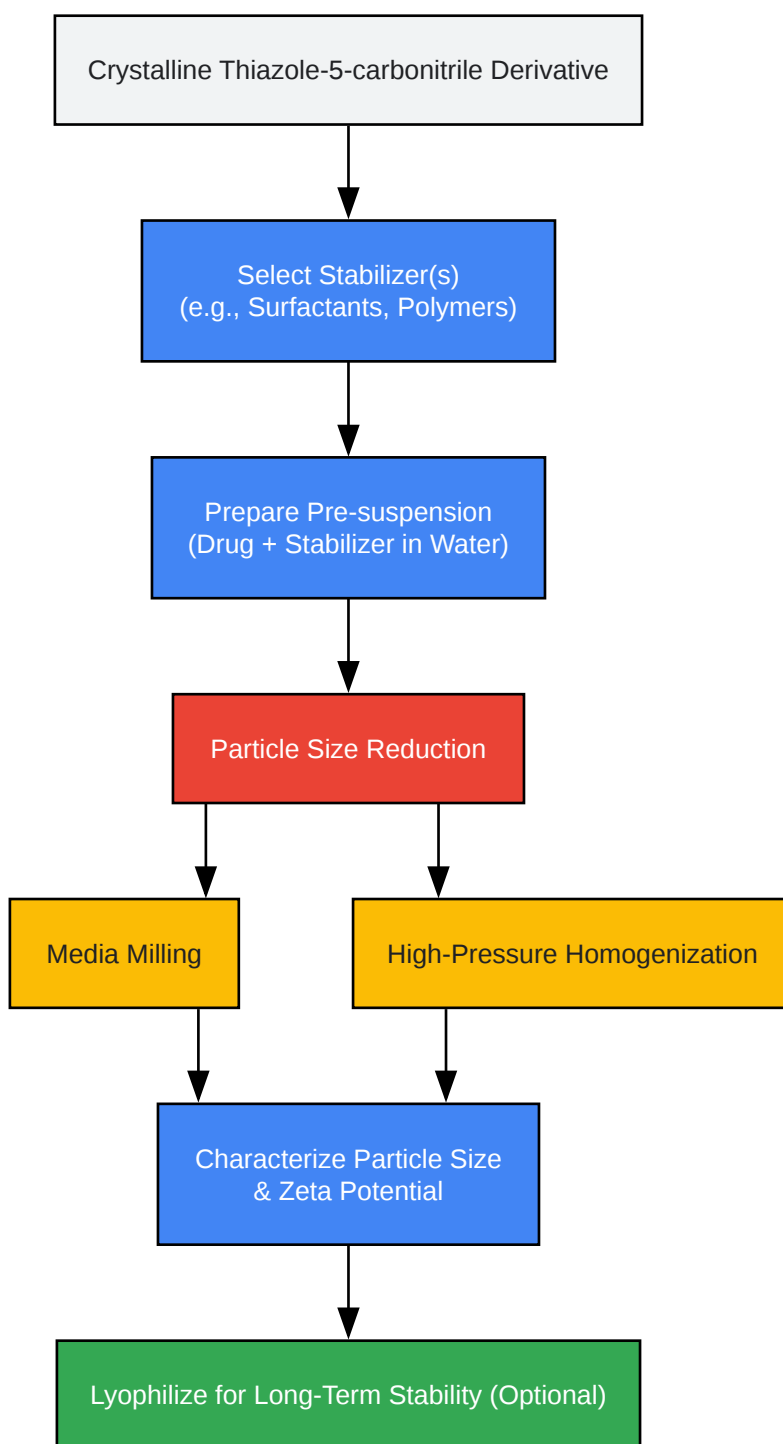 Crystalline Thiazole-5-carbonitrile Derivative
Select Stabilizer(s)
(e.g., Surfactants, Polymers)
Prepare Pre-suspension
(Drug + Stabilizer in Water)
Particle Size Reduction
Media Milling
High-Pressure Homogenization
Characterize Particle Size
& Zeta Potential
Lyophilize for Long-Term Stability (Optional)